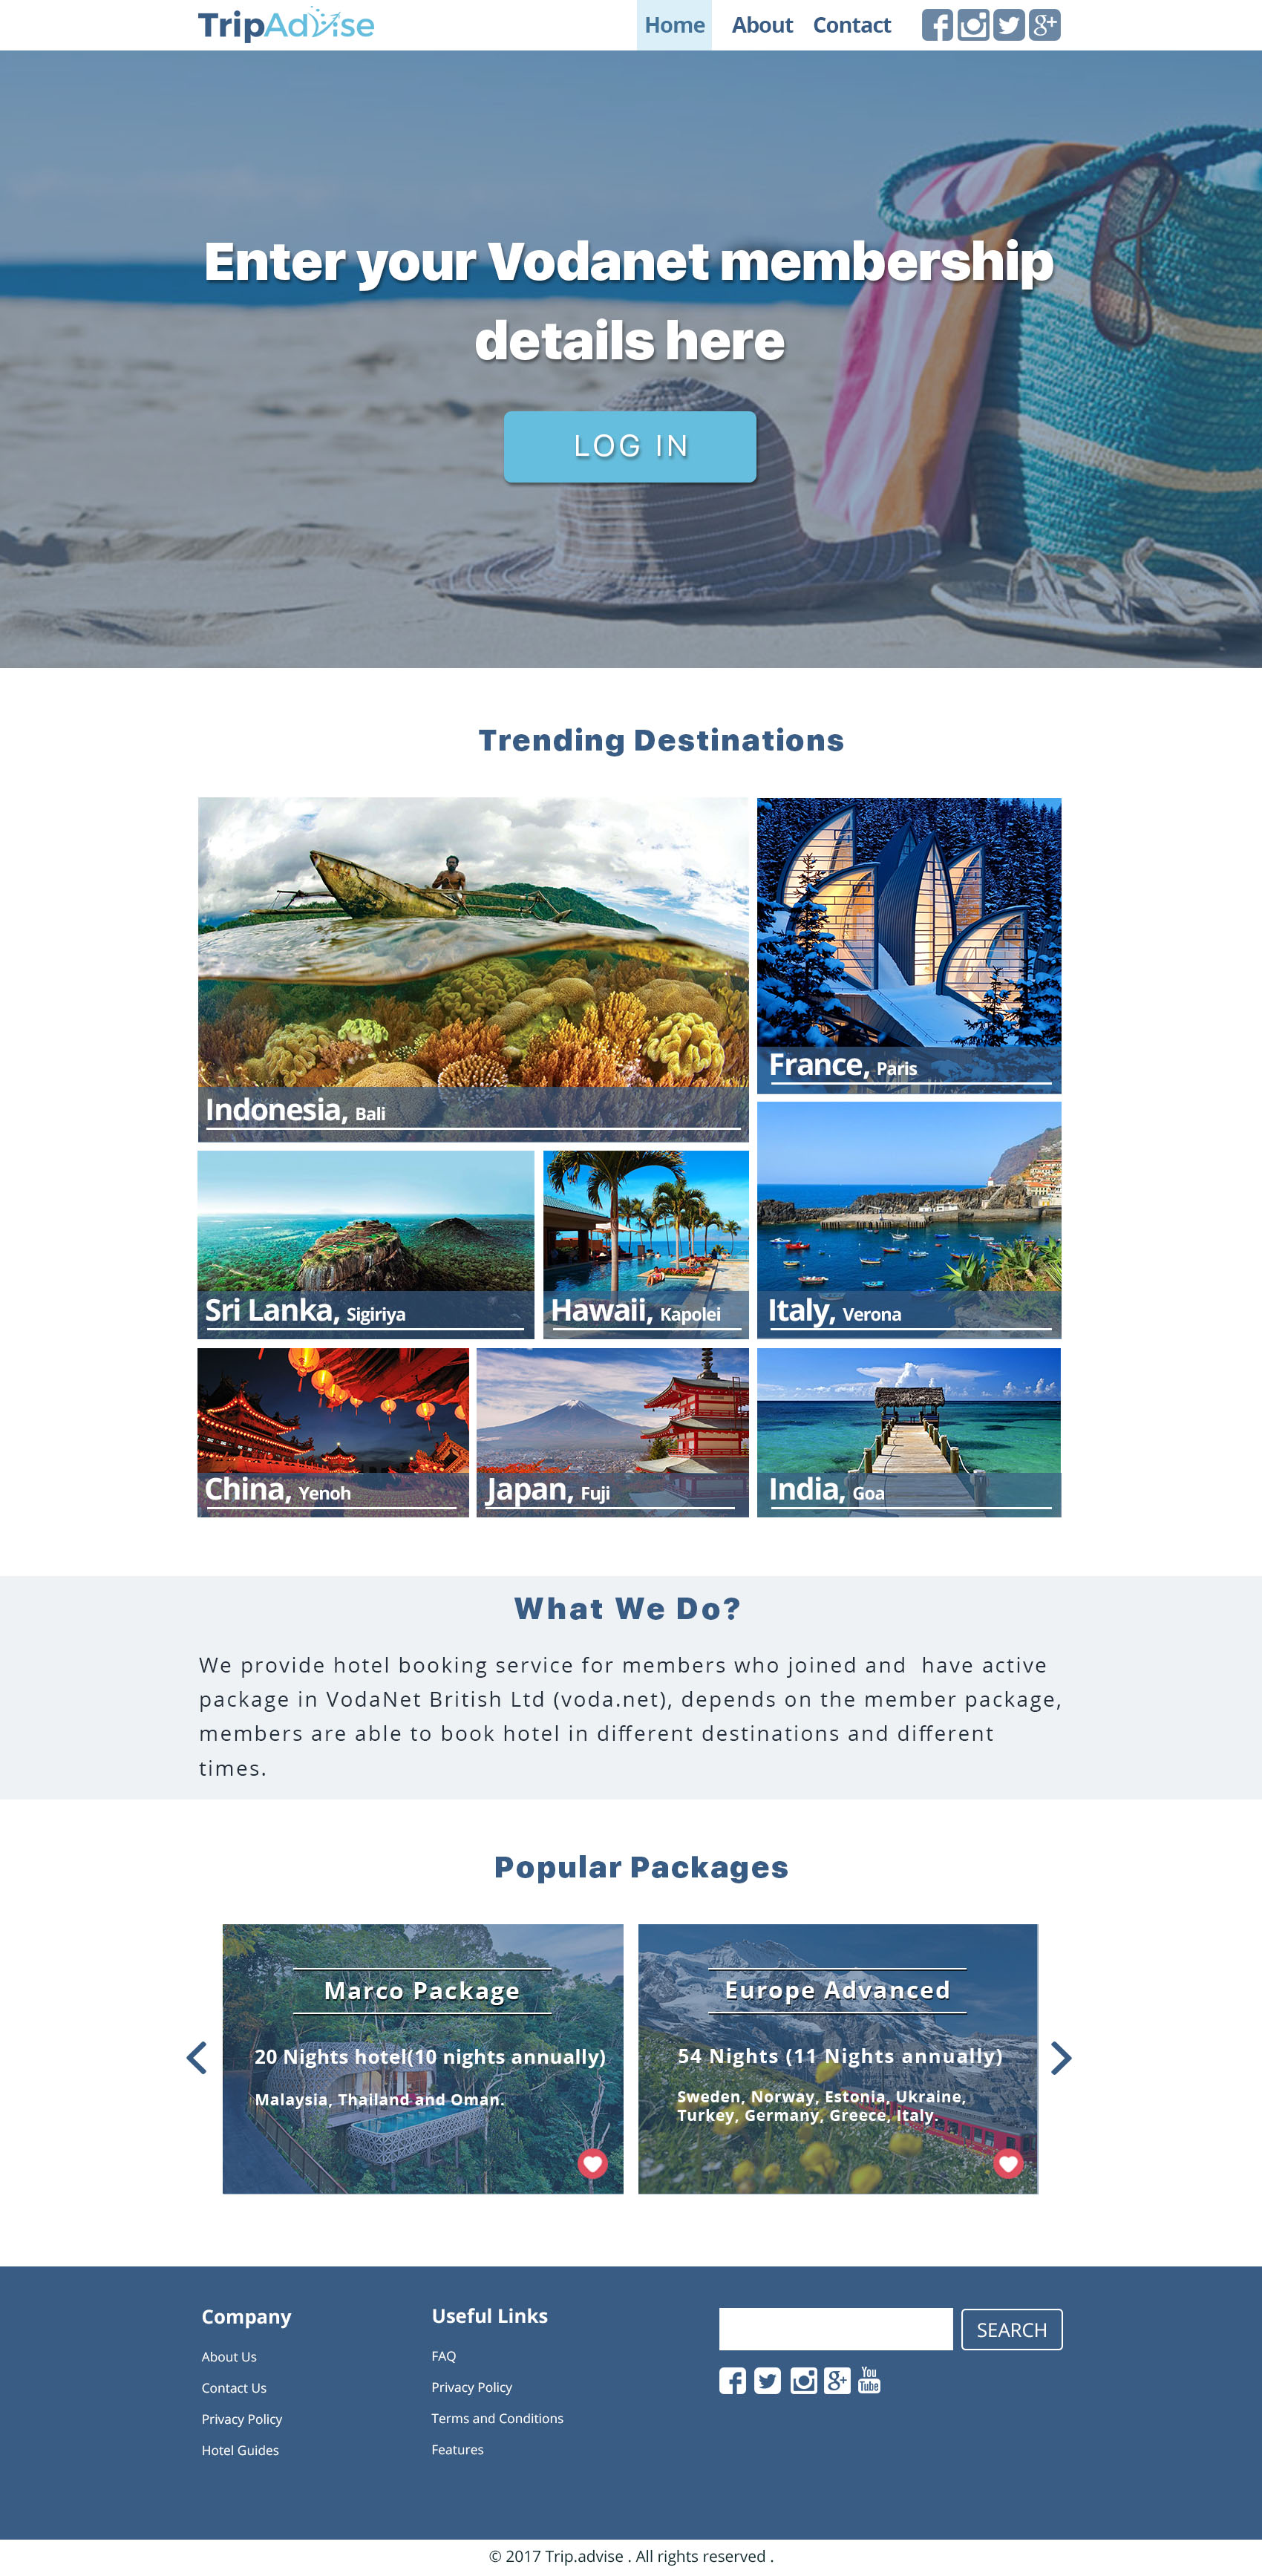 TripAdvise
Home About Contact
Enter your Vodanet membership
details here
LOG IN
Trending Destinations
Indonesia, Bali
France, Paris
Sri Lanka, Sigiriya
Hawaii, Kapolei
Italy, Verona
China, Yenoh
Japan, Fuji
India, Goa
What We Do?
We provide hotel booking service for members who joined and  have active
package in VodaNet British Ltd (voda.net), depends on the member package,
members are able to book hotel in different destinations and different
times.
Popular Packages
Marco Package
20 Nights hotel(10 nights annually)
Malaysia, Thailand and Oman.
Europe Advanced
54 Nights (11 Nights annually)
Sweden, Norway, Estonia, Ukraine,
Turkey, Germany, Greece, Italy.
Company
About Us
Contact Us
Privacy Policy
Hotel Guides
Useful Links
FAQ
Privacy Policy
Terms and Conditions
Features
SEARCH
You
Tube
© 2017 Trip.advise . All rights reserved .